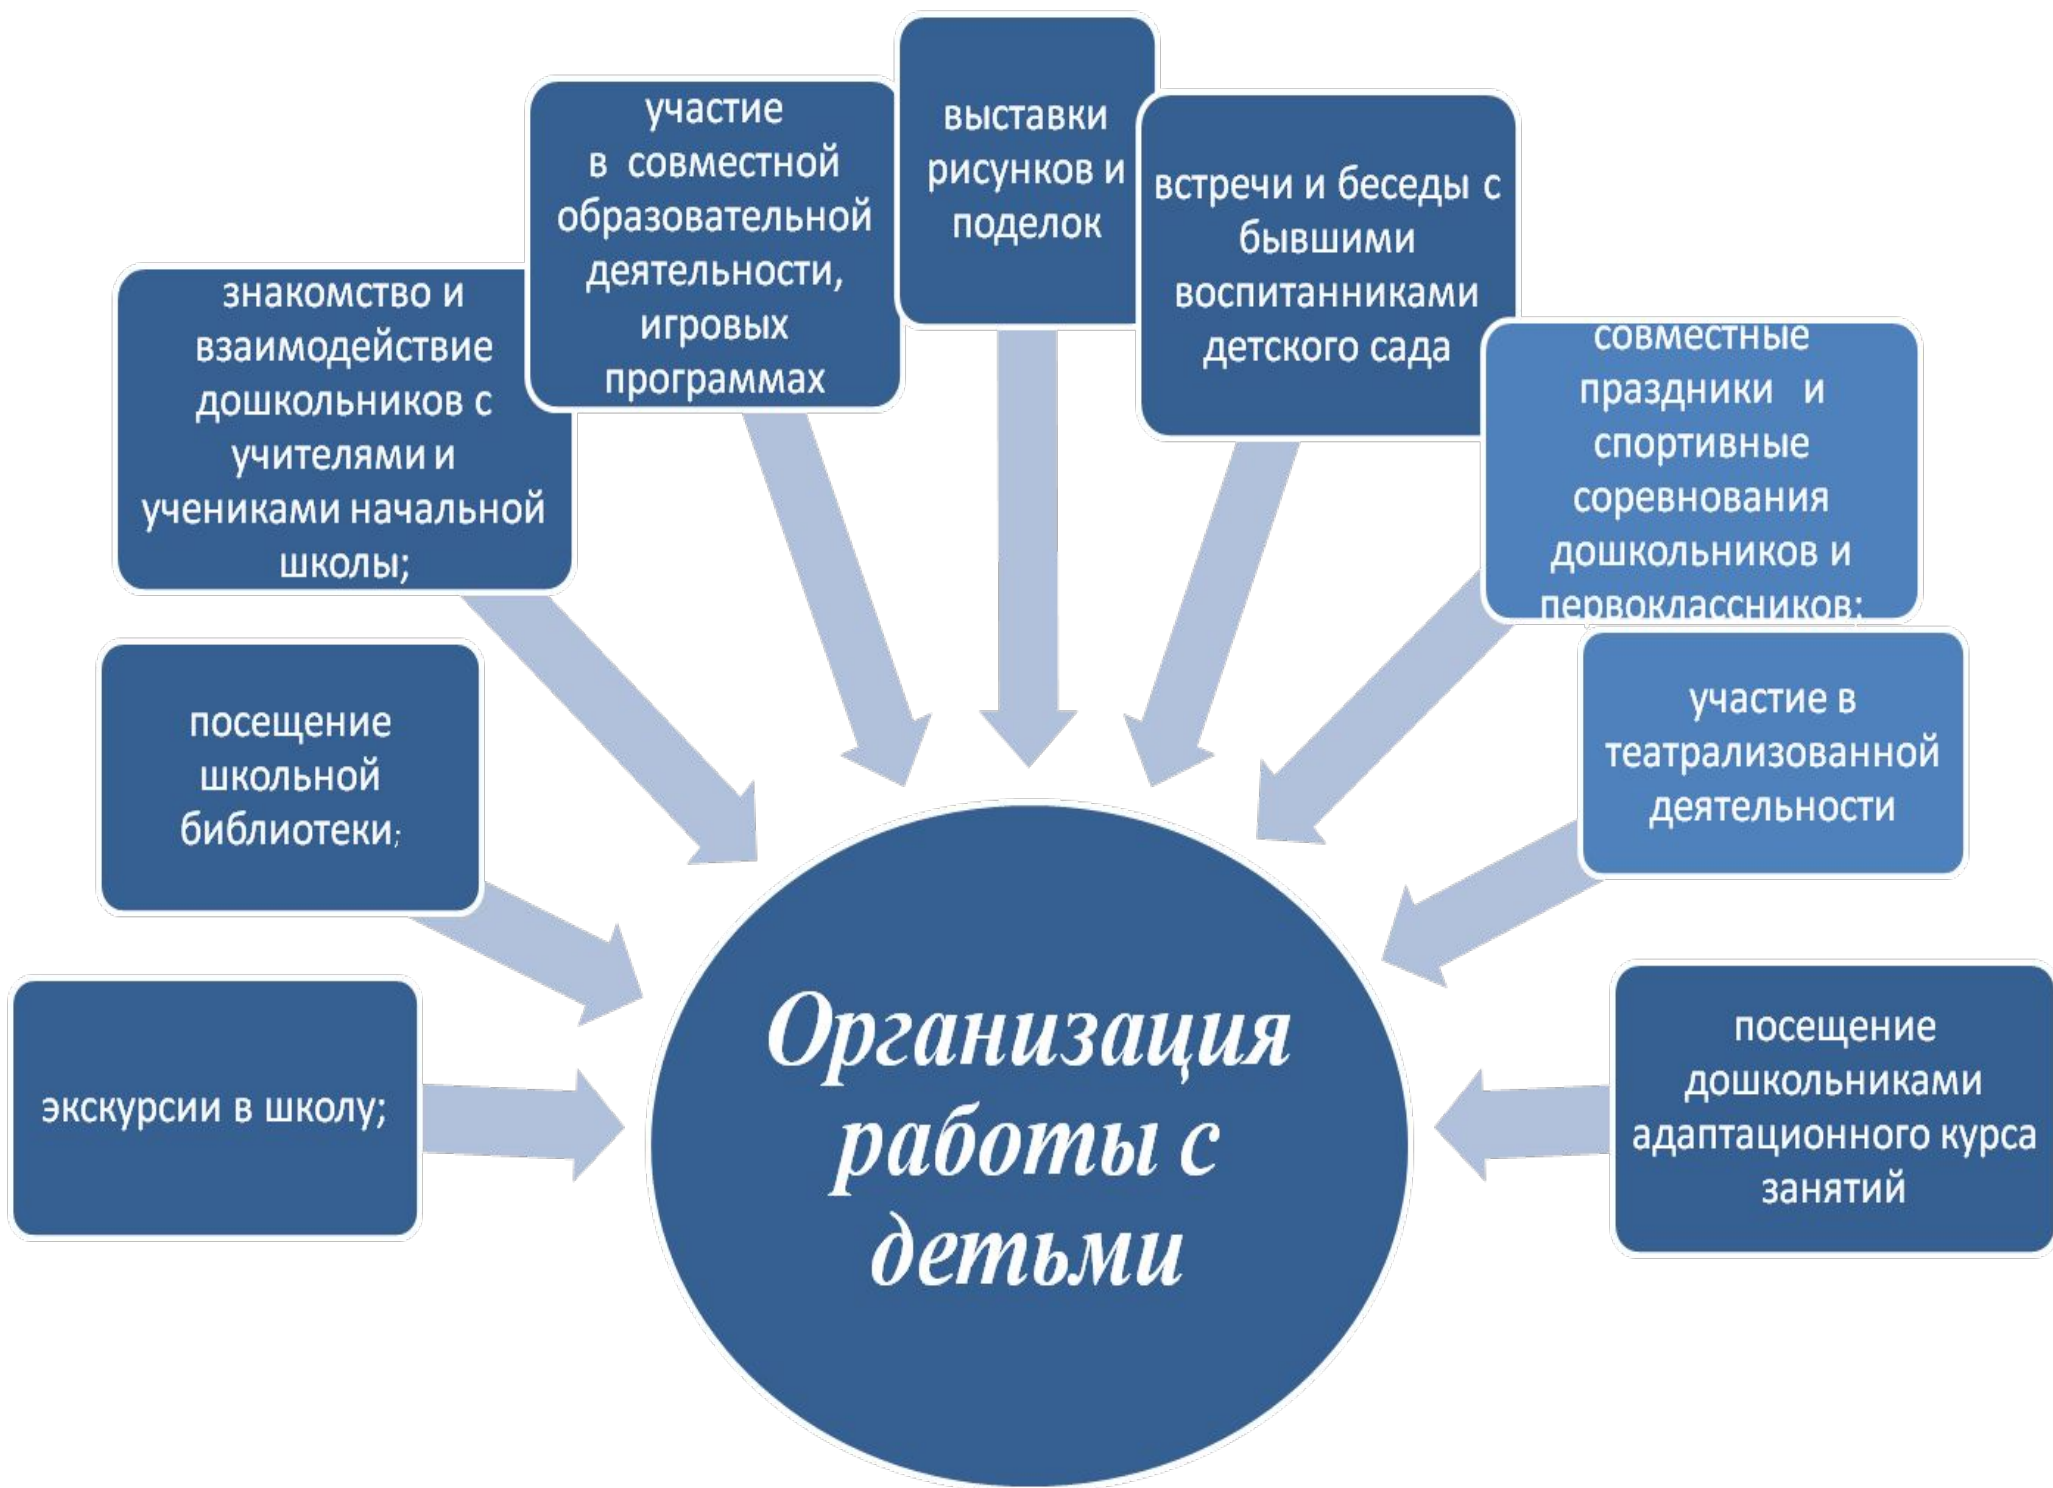 экскурсии в школу;
посещение
школьной
библиотеки;
знакомство и
взаимодействие
дошкольников с
учителями и
учениками начальной
школы;
участие
в совместной
образовательной
деятельности,
игровых
программах
выставки
рисунков и
поделок
встречи и беседы с
бывшими
воспитанниками
детского сада
совместные
праздники и
спортивные
соревнования
дошкольников и
первоклассников;
участие в
театрализованной
деятельности
посещение
дошкольниками
адаптационного курса
занятий
Организация
работы с
детьми